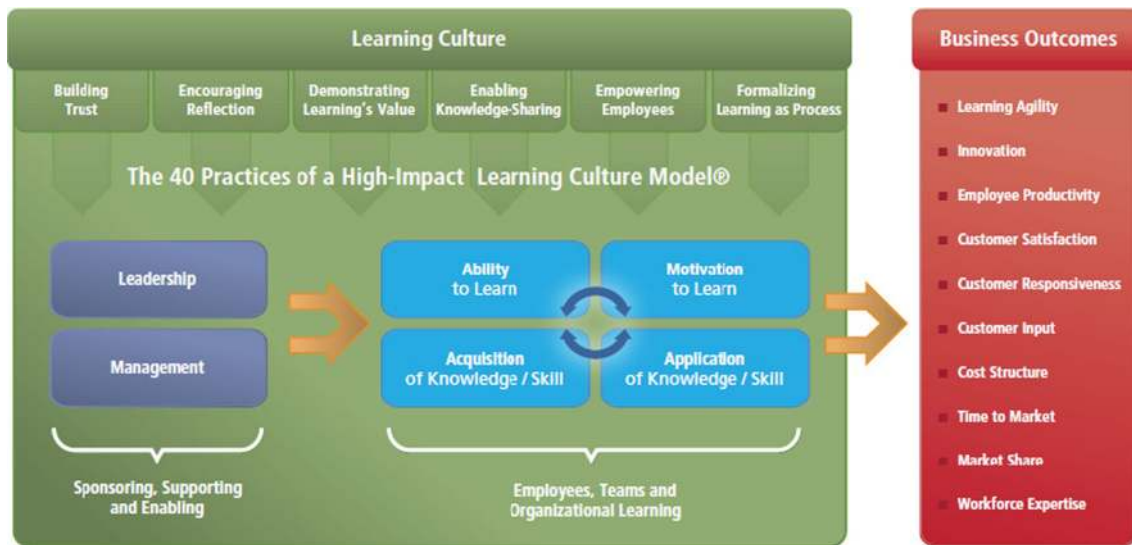 Learning Culture
Building
Trust
Encouraging
Reflection
Demonstrating
Learning's Value
Enabling
Knowledge-Sharing
Empowering
Employees
Formalizing
Learning as Process
The 40 Practices of a High-Impact Learning Culture Model®
Leadership
Management
Ability
to Learn
Motivation
to Learn
Acquisition
of Knowledge / Skill
Application
of Knowledge / Skill
Sponsoring, Supporting
and Enabling
Employees, Teams and
Organizational Learning
Business Outcomes
Learning Agility
Innovation
Employee Productivity
Customer Satisfaction
Customer Responsiveness
Customer Input
Cost Structure
Time to Market
Market Share
Workforce Expertise